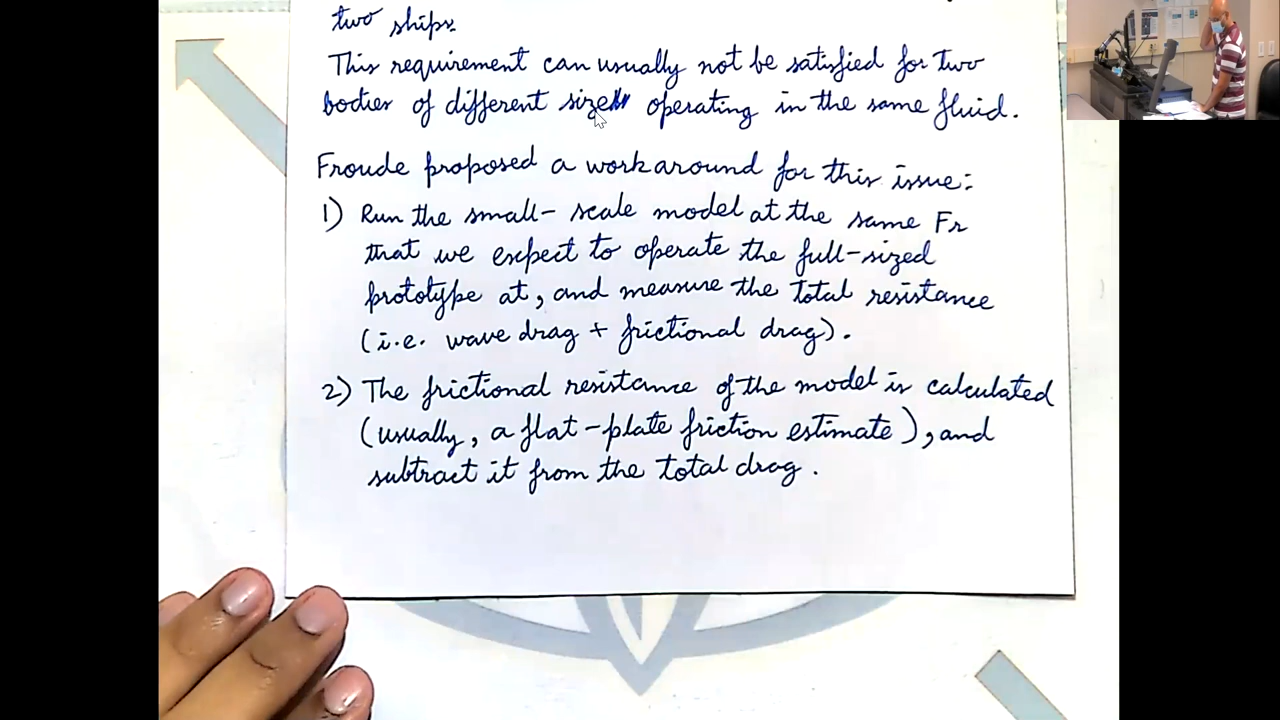 two ships.
This requirement can usually not be satisfied for two
bodies of different size operating in the same fluid.
Froude proposed a workaround for this issue:
1) Run the small-scale model at the same Fr
that we expect to operate the full-sized
prototype at, and measure the total resistance
(i.e. wave drag + frictional drag).
2) The frictional resistance of the model is calculated
(usually, a flat-plate friction estimate), and
subtract it from the total drag.